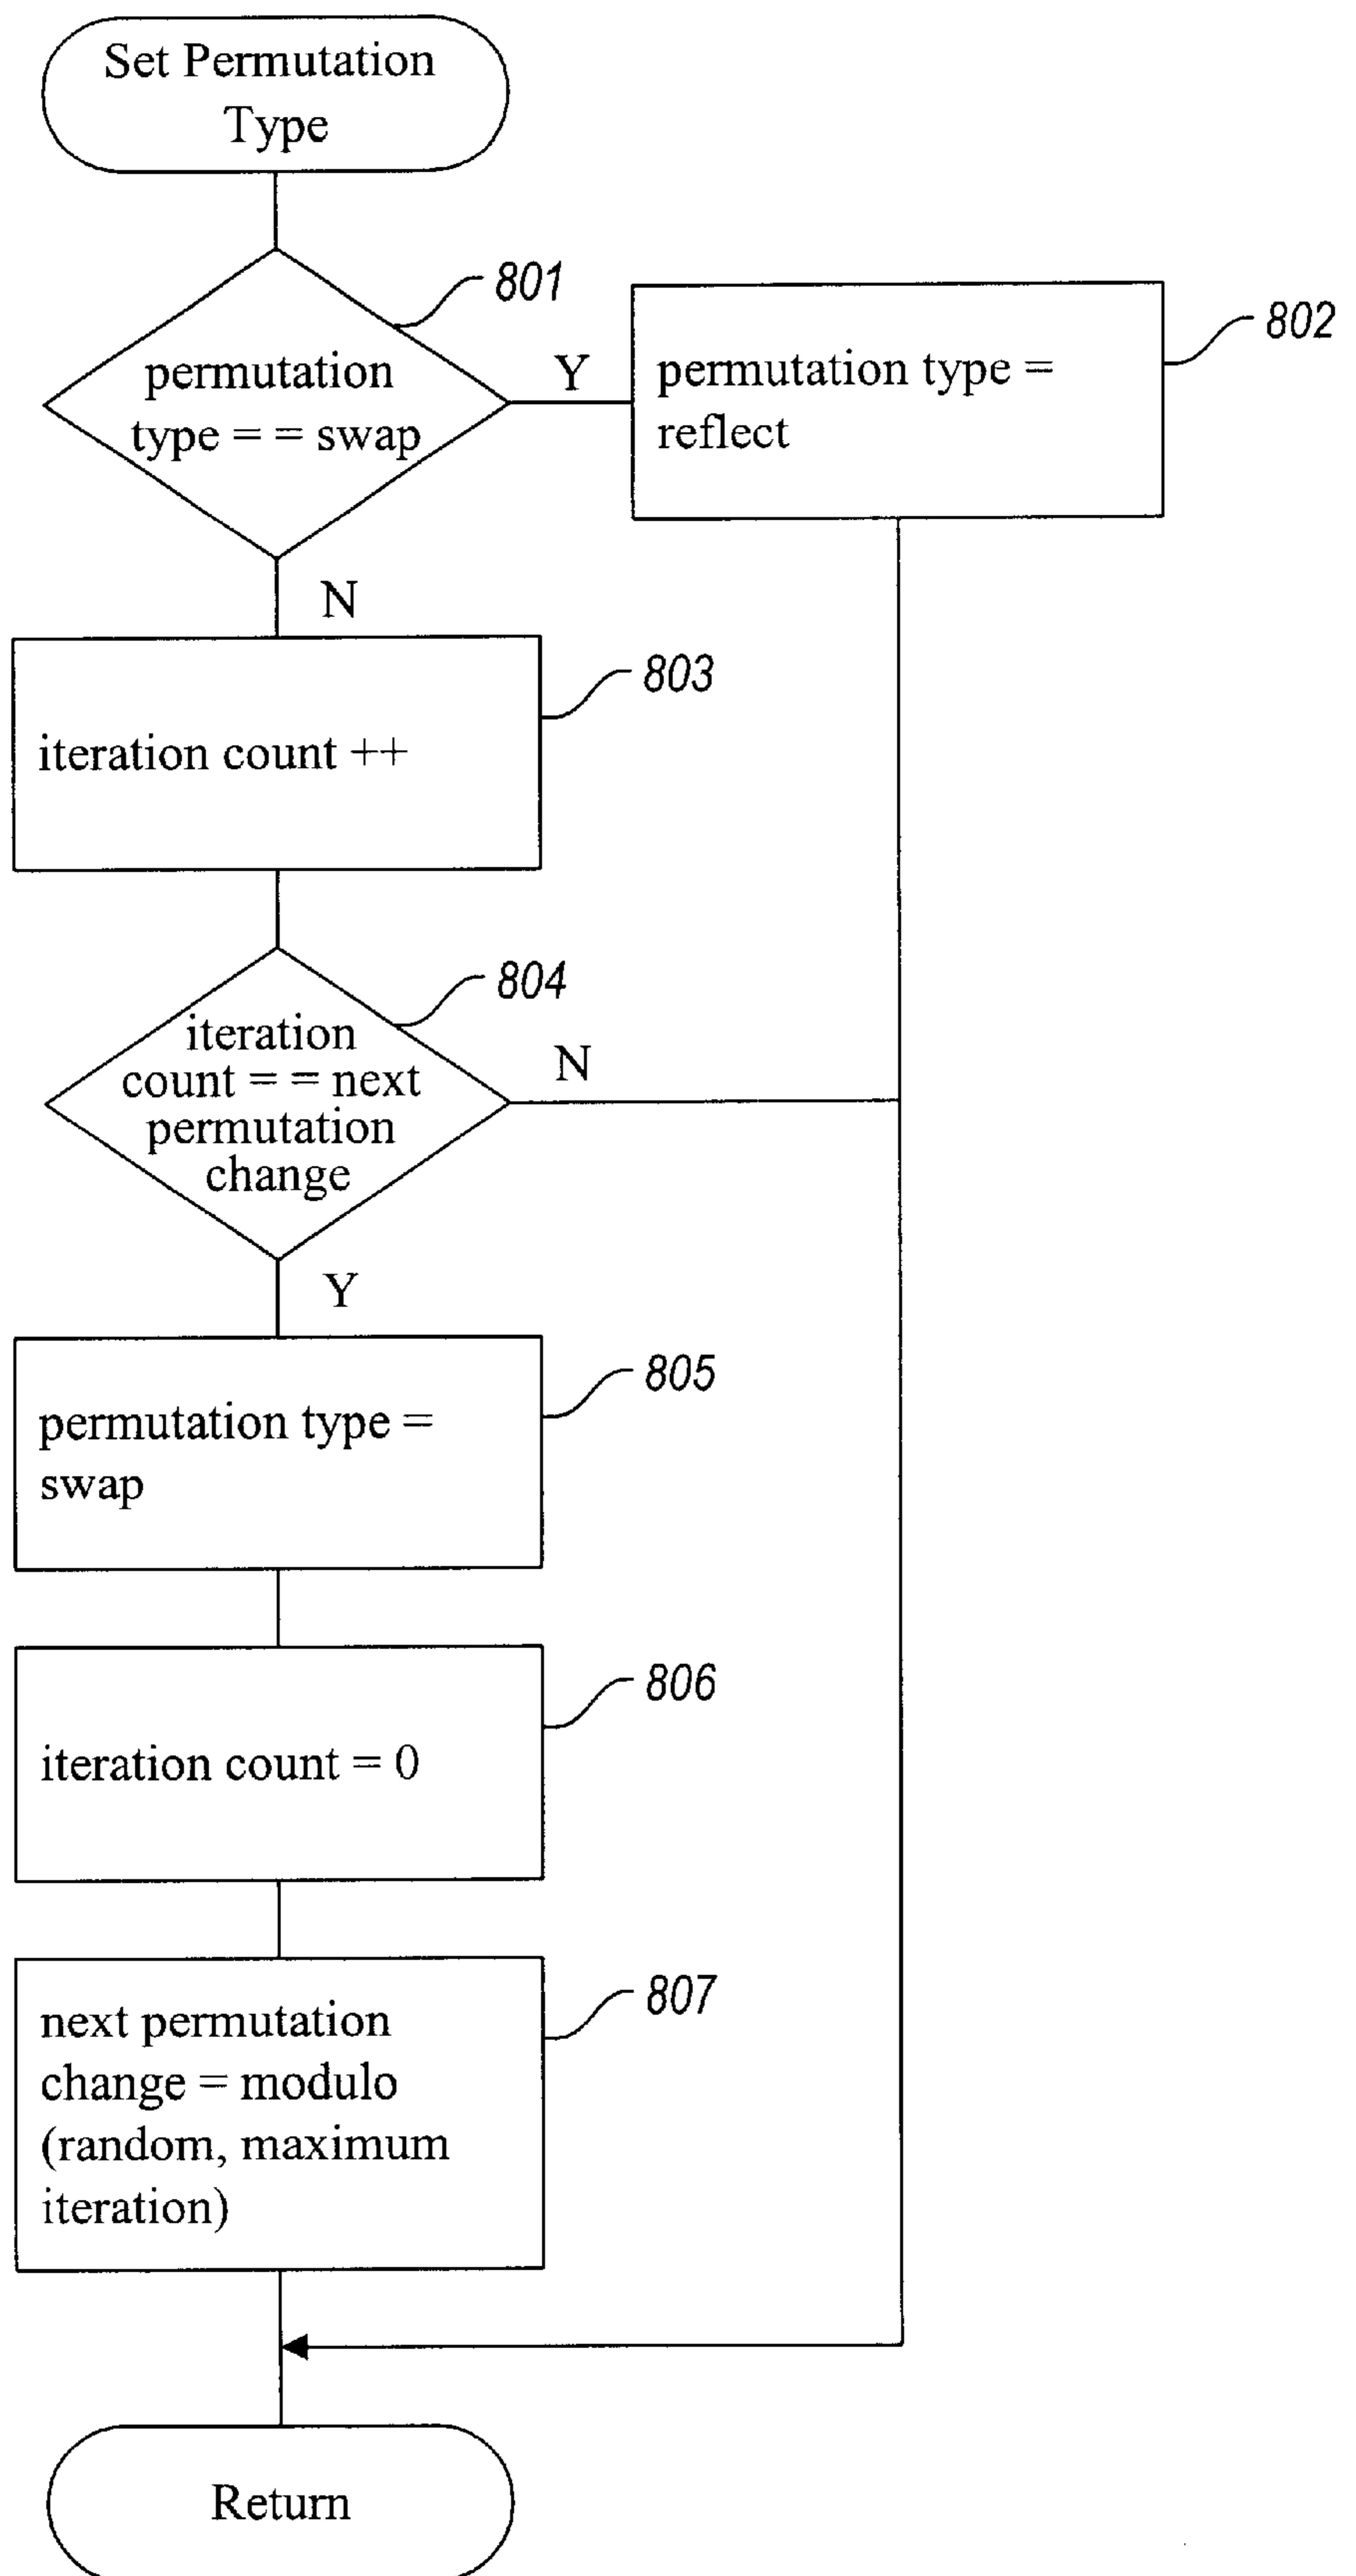 Set Permutation
Type
801
permutation
type = = swap
Y
permutation type =
reflect
802
N
803
iteration count ++
804
iteration
count = = next
permutation
change
N
Y
805
permutation type =
swap
806
iteration count = 0
807
next permutation
change = modulo
(random, maximum
iteration)
Return